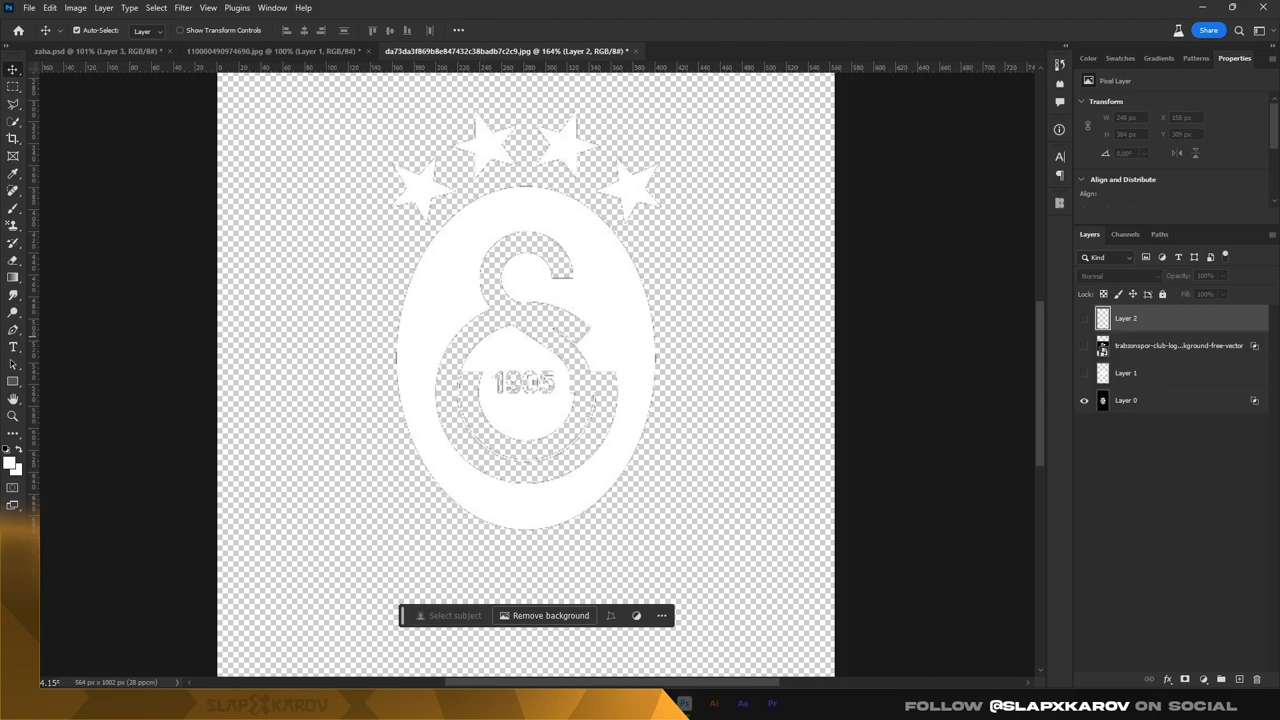 File Edit Image Layer Type Select Filter View Plugins Window Help
Auto-Select: Layer Show Transform Controls Share
zaha.psd @ 101% (Layer 3, RGB/8#) * 110000490974690.jpg @ 100% (Layer 1, RGB/8#) * da73da3f869b8e847432c38badb7c2c9.jpg @ 164% (Layer 2, RGB/8#) *
Color Swatches Gradients Patterns Properties
Pixel Layer
Transform
W 248 px X 158 px
H 384 px Y 309 px
0,00°
Align and Distribute
Align:
Layers Channels Paths
Kind
Normal Opacity: 100%
Lock: Fill: 100%
Layer 2
trabzonspor-club-log...kground-free-vector
Layer 1
Layer 0
1905
Select subject Remove background
564 px x 1002 px (28 ppcm)
SLAPXKAROV
Ps Ai Ae Pr
FOLLOW @SLAPXKAROV ON SOCIAL